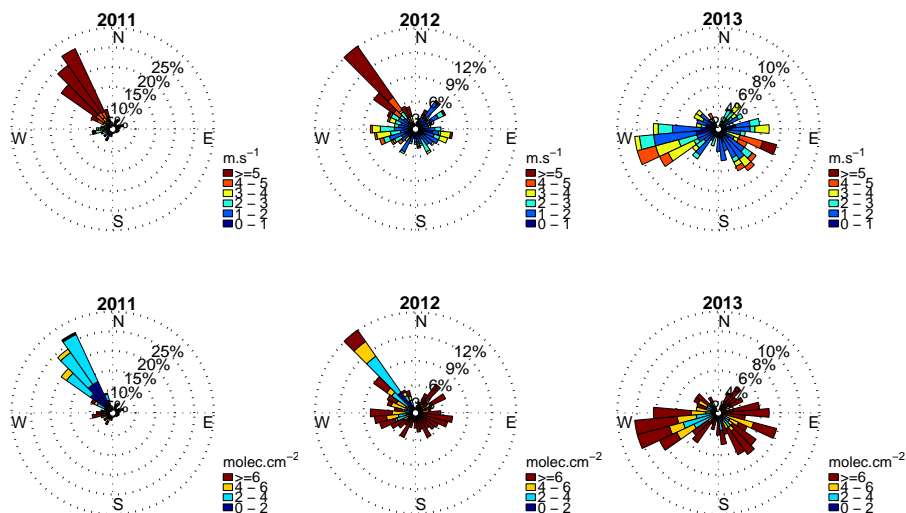 2011
N
25%
20%
15%
10%
W
E
S
m.s⁻¹
>=5
4 – 5
3 – 4
2 – 3
1 – 2
0 – 1
2012
N
12%
9%
6%
W
E
S
m.s⁻¹
>=5
4 – 5
3 – 4
2 – 3
1 – 2
0 – 1
2013
N
10%
8%
6%
4%
W
E
S
m.s⁻¹
>=5
4 – 5
3 – 4
2 – 3
1 – 2
0 – 1
2011
N
25%
20%
15%
10%
W
E
S
molec.cm⁻²
>=6
4 – 6
2 – 4
0 – 2
2012
N
12%
9%
6%
W
E
S
molec.cm⁻²
>=6
4 – 6
2 – 4
0 – 2
2013
N
10%
8%
6%
4%
W
E
S
molec.cm⁻²
>=6
4 – 6
2 – 4
0 – 2